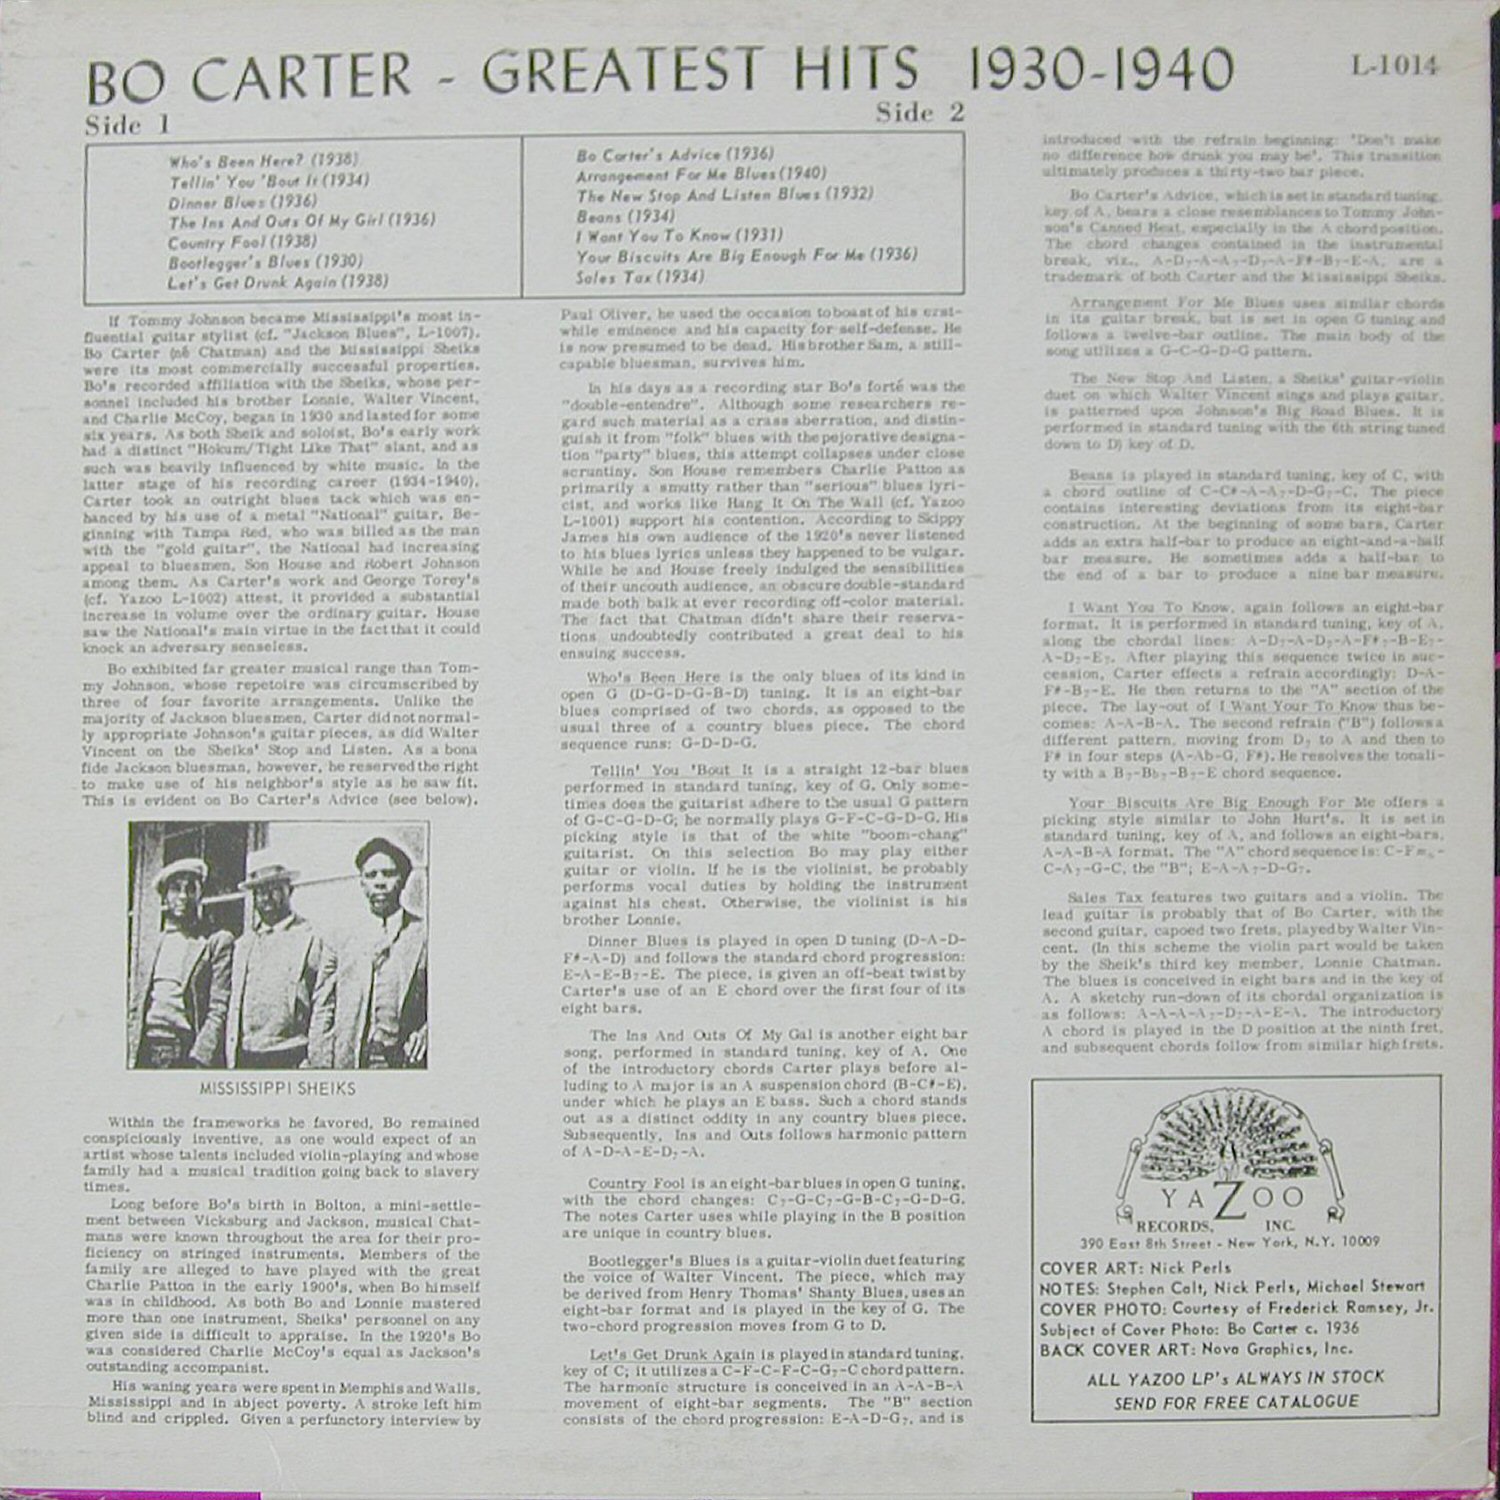 BO CARTER - GREATEST HITS 1930-1940
L-1014
Side 1
Who's Been Here? (1938)
Tellin' You 'Bout It (1934)
Dinner Blues (1936)
The Ins And Outs Of My Girl (1936)
Country Fool (1938)
Bootlegger's Blues (1930)
Let's Get Drunk Again (1938)
Side 2
Bo Carter's Advice (1936)
Arrangement For Me Blues (1940)
The New Stop And Listen Blues (1932)
Beans (1934)
I Want You To Know (1931)
Your Biscuits Are Big Enough For Me (1936)
Sales Tax (1934)
If Tommy Johnson became Mississippi's most in-
fluential guitar stylist (cf. "Jackson Blues", L-1007),
Bo Carter (né Chatman) and the Mississippi Sheiks
were its most commercially successful properties.
Bo's recorded affiliation with the Sheiks, whose per-
sonnel included his brother Lonnie, Walter Vincent,
and Charlie McCoy, began in 1930 and lasted for some
six years. As both Sheik and soloist, Bo's early work
had a distinct "Hokum/Tight Like That" slant, and as
such was heavily influenced by white music. In the
latter stage of his recording career (1934-1940),
Carter took an outright blues tack which was en-
hanced by his use of a metal "National" guitar. Be-
ginning with Tampa Red, who was billed as the man
with the "gold guitar", the National had increasing
appeal to bluesmen, Son House and Robert Johnson
among them. As Carter's work and George Torey's
(cf. Yazoo L-1002) attest, it provided a substantial
increase in volume over the ordinary guitar. House
saw the National's main virtue in the fact that it could
knock an adversary senseless.
Bo exhibited far greater musical range than Tom-
my Johnson, whose repetoire was circumscribed by
three of four favorite arrangements. Unlike the
majority of Jackson bluesmen, Carter did not normal-
ly appropriate Johnson's guitar pieces, as did Walter
Vincent on the Sheiks' Stop and Listen. As a bona
fide Jackson bluesman, however, he reserved the right
to make use of his neighbor's style as he saw fit.
This is evident on Bo Carter's Advice (see below).
MISSISSIPPI SHEIKS
Within the frameworks he favored, Bo remained
conspiciously inventive, as one would expect of an
artist whose talents included violin-playing and whose
family had a musical tradition going back to slavery
times.
Long before Bo's birth in Bolton, a mini-settle-
ment between Vicksburg and Jackson, musical Chat-
mans were known throughout the area for their pro-
ficiency on stringed instruments. Members of the
family are alleged to have played with the great
Charlie Patton in the early 1900's, when Bo himself
was in childhood. As both Bo and Lonnie mastered
more than one instrument, Sheiks' personnel on any
given side is difficult to appraise. In the 1920's Bo
was considered Charlie McCoy's equal as Jackson's
outstanding accompanist.
His waning years were spent in Memphis and Walls,
Mississippi and in abject poverty. A stroke left him
blind and crippled. Given a perfunctory interview by
Paul Oliver, he used the occasion to boast of his erst-
while eminence and his capacity for self-defense. He
is now presumed to be dead. His brother Sam, a still-
capable bluesman, survives him.
In his days as a recording star Bo's forté was the
"double-entendre". Although some researchers re-
gard such material as a crass aberration, and distin-
guish it from "folk" blues with the pejorative designa-
tion "party" blues, this attempt collapses under close
scruntiny. Son House remembers Charlie Patton as
primarily a smutty rather than "serious" blues lyri-
cist, and works like Hang It On The Wall (cf. Yazoo
L-1001) support his contention. According to Skippy
James his own audience of the 1920's never listened
to his blues lyrics unless they happened to be vulgar.
While he and House freely indulged the sensibilities
of their uncouth audience, an obscure double-standard
made both balk at ever recording off-color material.
The fact that Chatman didn't share their reserva-
tions undoubtedly contributed a great deal to his
ensuing success.
Who's Been Here is the only blues of its kind in
open G (D-G-D-G-B-D) tuning. It is an eight-bar
blues comprised of two chords, as opposed to the
usual three of a country blues piece. The chord
sequence runs: G-D-D-G.
Tellin' You 'Bout It is a straight 12-bar blues
performed in standard tuning, key of G. Only some-
times does the guitarist adhere to the usual G pattern
of G-C-G-D-G; he normally plays G-F-C-G-D-G. His
picking style is that of the white "boom-chang"
guitarist. On this selection Bo may play either
guitar or violin. If he is the violinist, he probably
performs vocal duties by holding the instrument
against his chest. Otherwise, the violinist is his
brother Lonnie.
Dinner Blues is played in open D tuning (D-A-D-
F#-A-D) and follows the standard chord progression:
E-A-E-B7-E. The piece, is given an off-beat twist by
Carter's use of an E chord over the first four of its
eight bars.
The Ins And Outs Of My Gal is another eight bar
song, performed in standard tuning, key of A. One
of the introductory chords Carter plays before al-
luding to A major is an A suspension chord (B-C#-E),
under which he plays an E bass. Such a chord stands
out as a distinct oddity in any country blues piece.
Subsequently, Ins and Outs follows harmonic pattern
of A-D-A-E-D7-A.
Country Fool is an eight-bar blues in open G tuning,
with the chord changes: C7-G-C7-G-B-C7-G-D-G.
The notes Carter uses while playing in the B position
are unique in country blues.
Bootlegger's Blues is a guitar-violin duet featuring
the voice of Walter Vincent. The piece, which may
be derived from Henry Thomas' Shanty Blues, uses an
eight-bar format and is played in the key of G. The
two-chord progression moves from G to D.
Let's Get Drunk Again is played in standard tuning,
key of C; it utilizes a C-F-C-F-C-G7-C chord pattern.
The harmonic structure is conceived in an A-A-B-A
movement of eight-bar segments. The "B" section
consists of the chord progression: E-A-D-G7, and is
introduced with the refrain beginning: 'Don't make
no difference how drunk you may be'. This transition
ultimately produces a thirty-two bar piece.
Bo Carter's Advice, which is set in standard tuning,
key of A, bears a close resemblances to Tommy John-
son's Canned Heat, especially in the A chord position.
The chord changes contained in the instrumental
break, viz., A-D7-A-A7-D7-A-F#-B7-E-A, are a
trademark of both Carter and the Mississippi Sheiks.
Arrangement For Me Blues uses similar chords
in its guitar break, but is set in open G tuning and
follows a twelve-bar outline. The main body of the
song utilizes a G-C-G-D-G pattern.
The New Stop And Listen, a Sheiks' guitar-violin
duet on which Walter Vincent sings and plays guitar,
is patterned upon Johnson's Big Road Blues. It is
performed in standard tuning with the 6th string tuned
down to D; key of D.
Beans is played in standard tuning, key of C, with
a chord outline of C-C#-A-A7-D-G7-C. The piece
contains interesting deviations from its eight-bar
construction. At the beginning of some bars, Carter
adds an extra half-bar to produce an eight-and-a-half
bar measure. He sometimes adds a half-bar to
the end of a bar to produce a nine bar measure.
I Want You To Know, again follows an eight-bar
format. It is performed in standard tuning, key of A,
along the chordal lines: A-D7-A-D7-A-F#7-B-E7-
A-D7-E7. After playing this sequence twice in suc-
cession, Carter effects a refrain accordingly: D-A-
F#-B7-E. He then returns to the "A" section of the
piece. The lay-out of I Want Your To Know thus be-
comes: A-A-B-A. The second refrain ("B") follows a
different pattern, moving from D7 to A and then to
F# in four steps (A-Ab-G, F#). He resolves the tonali-
ty with a B7-Bb7-B7-E chord sequence.
Your Biscuits Are Big Enough For Me offers a
picking style similar to John Hurt's. It is set in
standard tuning, key of A, and follows an eight-bars,
A-A-B-A format. The "A" chord sequence is: C-
C-A7-G-C, the "B"; E-A-A7-D-G7.
Sales Tax features two guitars and a violin. The
lead guitar is probably that of Bo Carter, with the
second guitar, capoed two frets, played by Walter Vin-
cent. (In this scheme the violin part would be taken
by the Sheik's third key member, Lonnie Chatman.
The blues is conceived in eight bars and in the key of
A. A sketchy run-down of its chordal organization is
as follows: A-A-A-A7-D7-A-E-A. The introductory
A chord is played in the D position at the ninth fret,
and subsequent chords follow from similar high frets.
YAZOO
RECORDS, INC.
390 East 8th Street - New York, N.Y. 10009
COVER ART: Nick Perls
NOTES: Stephen Calt, Nick Perls, Michael Stewart
COVER PHOTO: Courtesy of Frederick Ramsey, Jr.
Subject of Cover Photo: Bo Carter c. 1936
BACK COVER ART: Nova Graphics, Inc.
ALL YAZOO LP's ALWAYS IN STOCK
SEND FOR FREE CATALOGUE